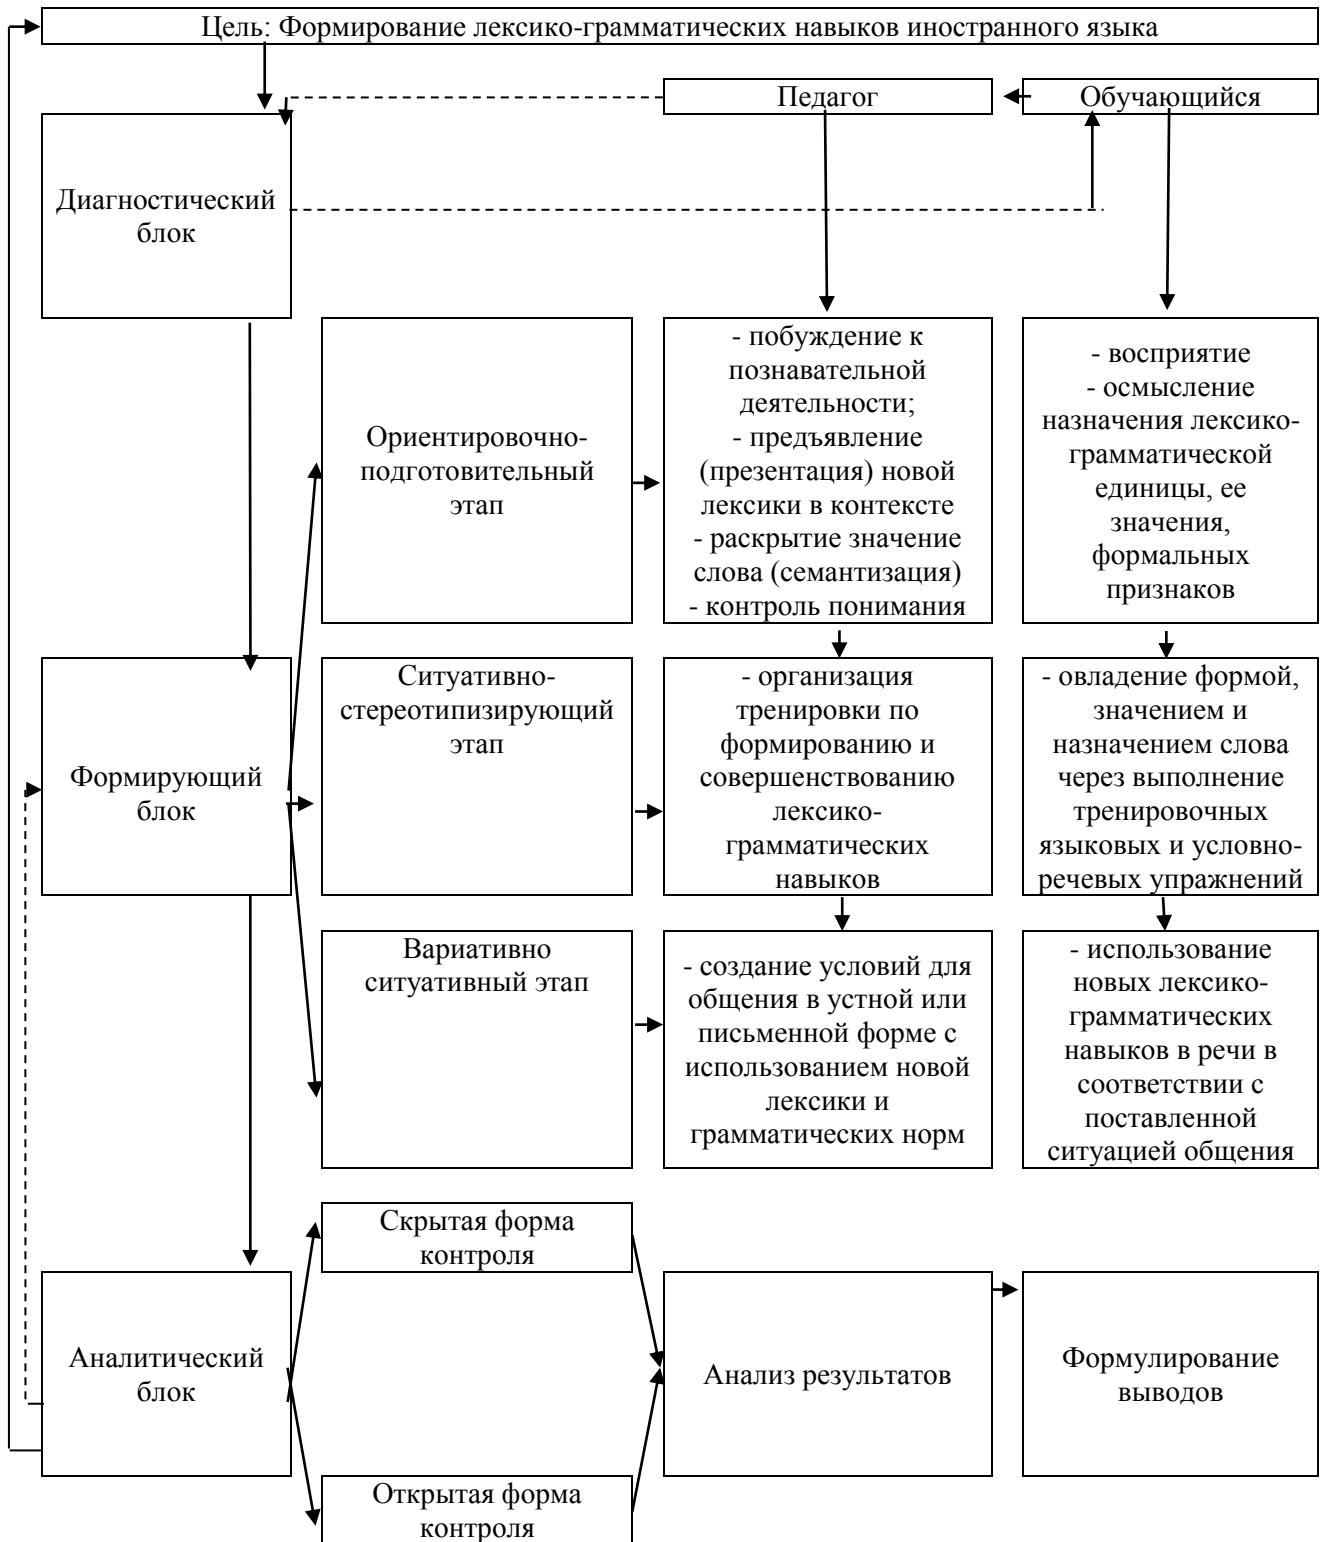 Цель: Формирование лексико-грамматических навыков иностранного языка
Педагог
Обучающийся
Диагностический
блок
Ориентировочно-
подготовительный
этап
- побуждение к
познавательной
деятельности;
- предъявление
(презентация) новой
лексики в контексте
- раскрытие значение
слова (семантизация)
- контроль понимания
- восприятие
- осмысление
назначения лексико-
грамматической
единицы, ее
значения,
формальных
признаков
Формирующий
блок
Ситуативно-
стереотипизирующий
этап
- организация
тренировки по
формированию и
совершенствованию
лексико-
грамматических
навыков
- овладение формой,
значением и
назначением слова
через выполнение
тренировочных
языковых и условно-
речевых упражнений
Вариативно
ситуативный этап
- создание условий для
общения в устной или
письменной форме с
использованием новой
лексики и
грамматических норм
- использование
новых лексико-
грамматических
навыков в речи в
соответствии с
поставленной
ситуацией общения
Скрытая форма
контроля
Аналитический
блок
Анализ результатов
Формулирование
выводов
Открытая форма
контроля